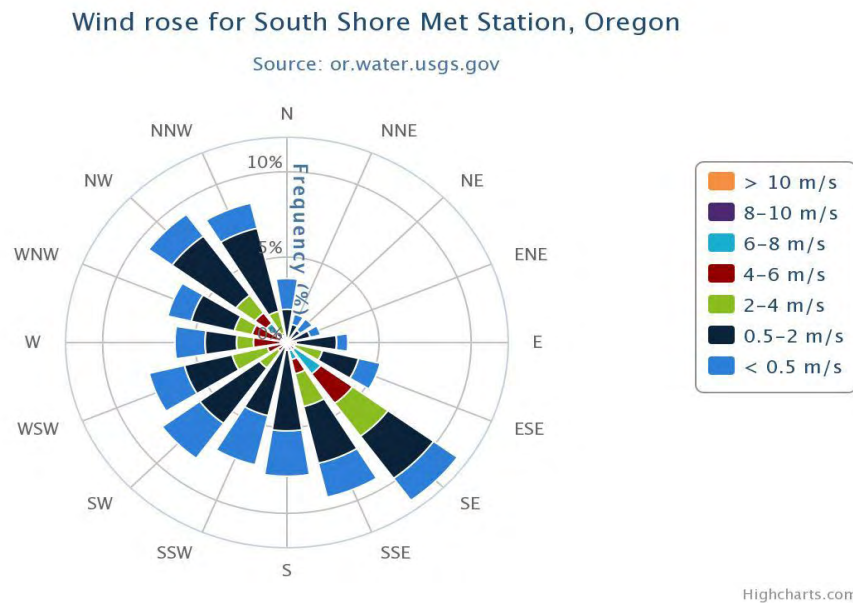 Wind rose for South Shore Met Station, Oregon
Source: or.water.usgs.gov
N
NNW
NNE
10%
NW
NE
Frequency (%)
5%
WNW
ENE
0%
W
E
WSW
ESE
SW
SE
SSW
SSE
S
> 10 m/s
8–10 m/s
6–8 m/s
4–6 m/s
2–4 m/s
0.5–2 m/s
< 0.5 m/s
Highcharts.com